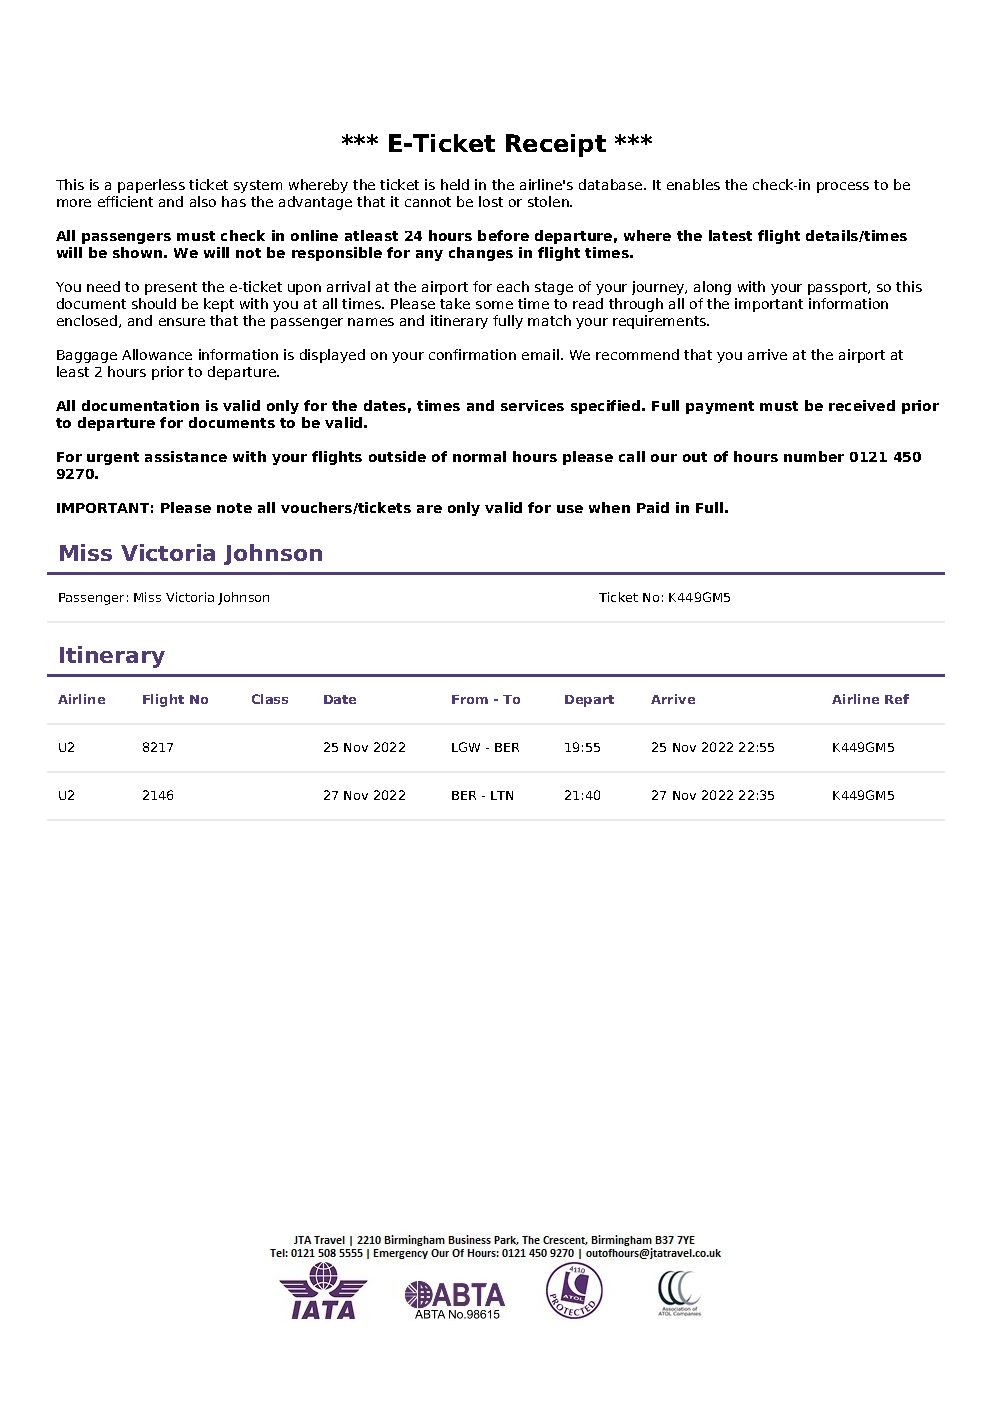 *** E-Ticket Receipt ***
This is a paperless ticket system whereby the ticket is held in the airline's database. It enables the check-in process to be
more efficient and also has the advantage that it cannot be lost or stolen.
All passengers must check in online atleast 24 hours before departure, where the latest flight details/times
will be shown. We will not be responsible for any changes in flight times.
You need to present the e-ticket upon arrival at the airport for each stage of your journey, along with your passport, so this
document should be kept with you at all times. Please take some time to read through all of the important information
enclosed, and ensure that the passenger names and itinerary fully match your requirements.
Baggage Allowance information is displayed on your confirmation email. We recommend that you arrive at the airport at
least 2 hours prior to departure.
All documentation is valid only for the dates, times and services specified. Full payment must be received prior
to departure for documents to be valid.
For urgent assistance with your flights outside of normal hours please call our out of hours number 0121 450
9270.
IMPORTANT: Please note all vouchers/tickets are only valid for use when Paid in Full.
Miss Victoria Johnson
Passenger: Miss Victoria Johnson Ticket No: K449GM5
Itinerary
Airline Flight No Class Date From - To Depart Arrive Airline Ref
U2 8217 25 Nov 2022 LGW - BER 19:55 25 Nov 2022 22:55 K449GM5
U2 2146 27 Nov 2022 BER - LTN 21:40 27 Nov 2022 22:35 K449GM5
JTA Travel | 2210 Birmingham Business Park, The Crescent, Birmingham B37 7YE
Tel: 0121 508 5555 | Emergency Our Of Hours: 0121 450 9270 | outofhours@jtatravel.co.uk
IATA
ABTA
ABTA No.98615
4110
ATOL
PROTECTED
Association of
ATOL Companies